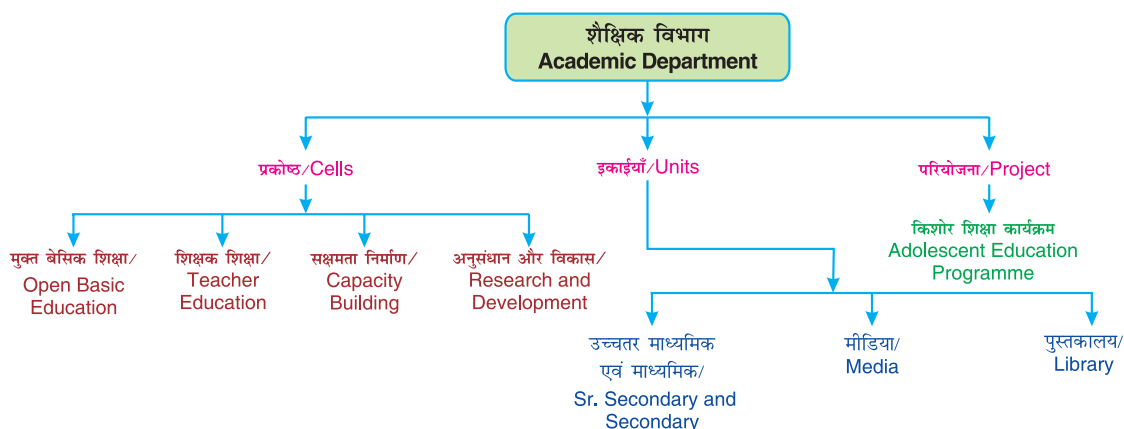 शैक्षिक विभाग
Academic Department
प्रकोष्ठ/Cells
इकाईयाँ/Units
परियोजना/Project
मुक्त बेसिक शिक्षा/
Open Basic
Education
शिक्षक शिक्षा/
Teacher
Education
सक्षमता निर्माण/
Capacity
Building
अनुसंधान और विकास/
Research and
Development
किशोर शिक्षा कार्यक्रम
Adolescent Education
Programme
उच्चतर माध्यमिक
एवं माध्यमिक/
Sr. Secondary and
Secondary
मीडिया/
Media
पुस्तकालय/
Library